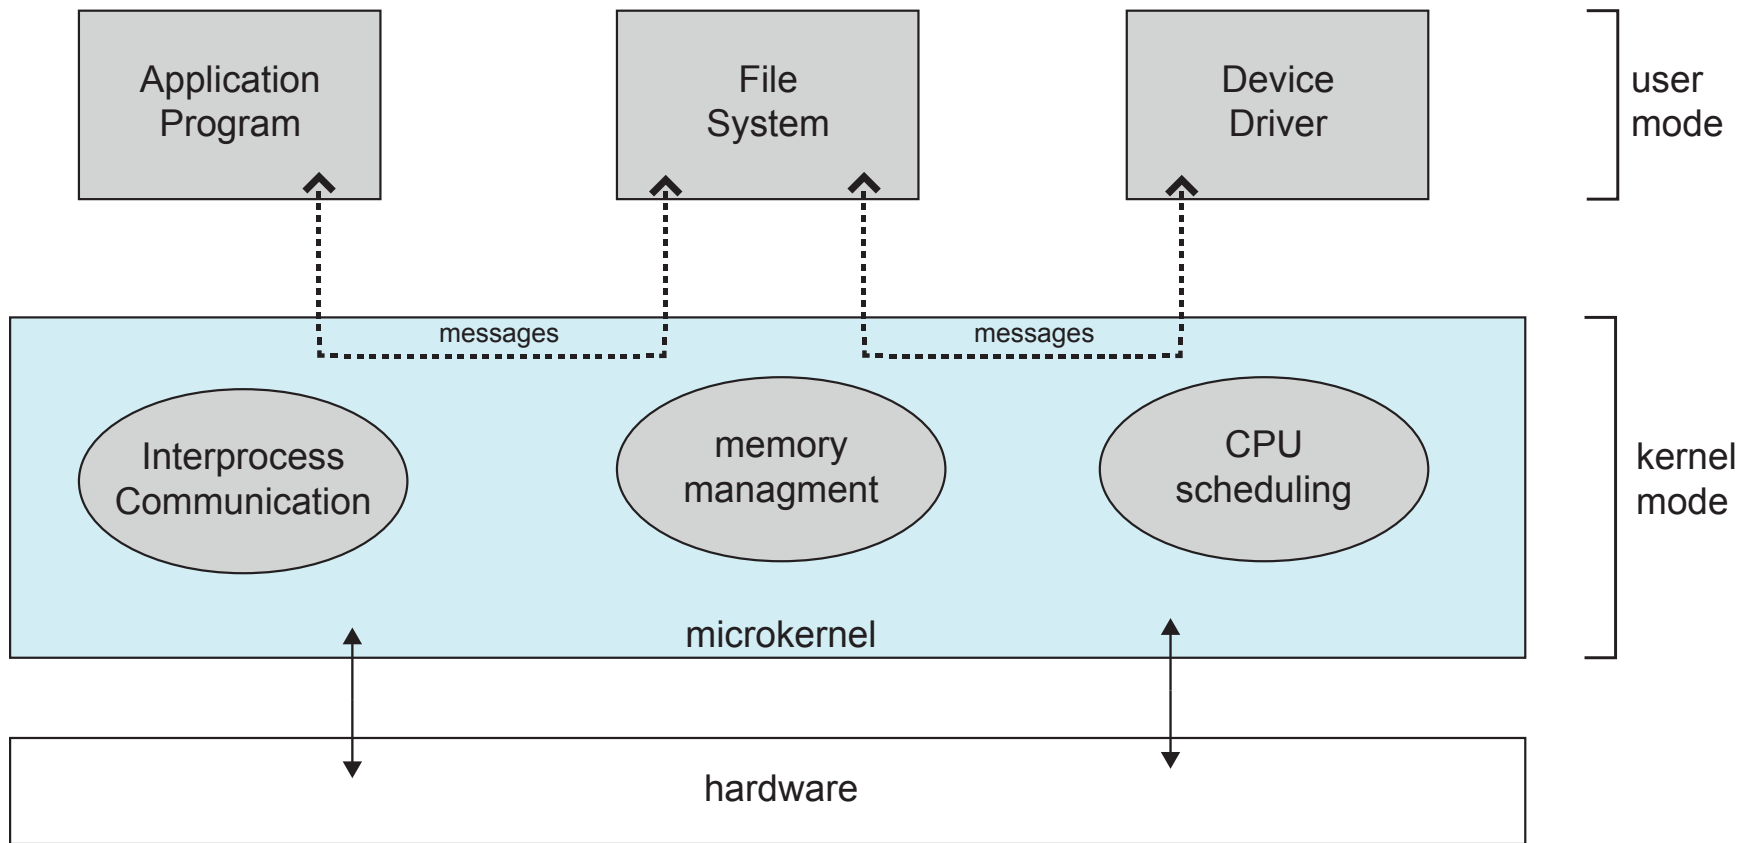 Application
Program
File
System
Device
Driver
user
mode
messages
messages
Interprocess
Communication
memory
managment
CPU
scheduling
kernel
mode
microkernel
hardware